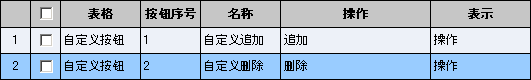 表格 按钮序号 名称 操作 表示
1 自定义按钮 1 自定义追加 追加 操作
2 自定义按钮 2 自定义删除 删除 操作